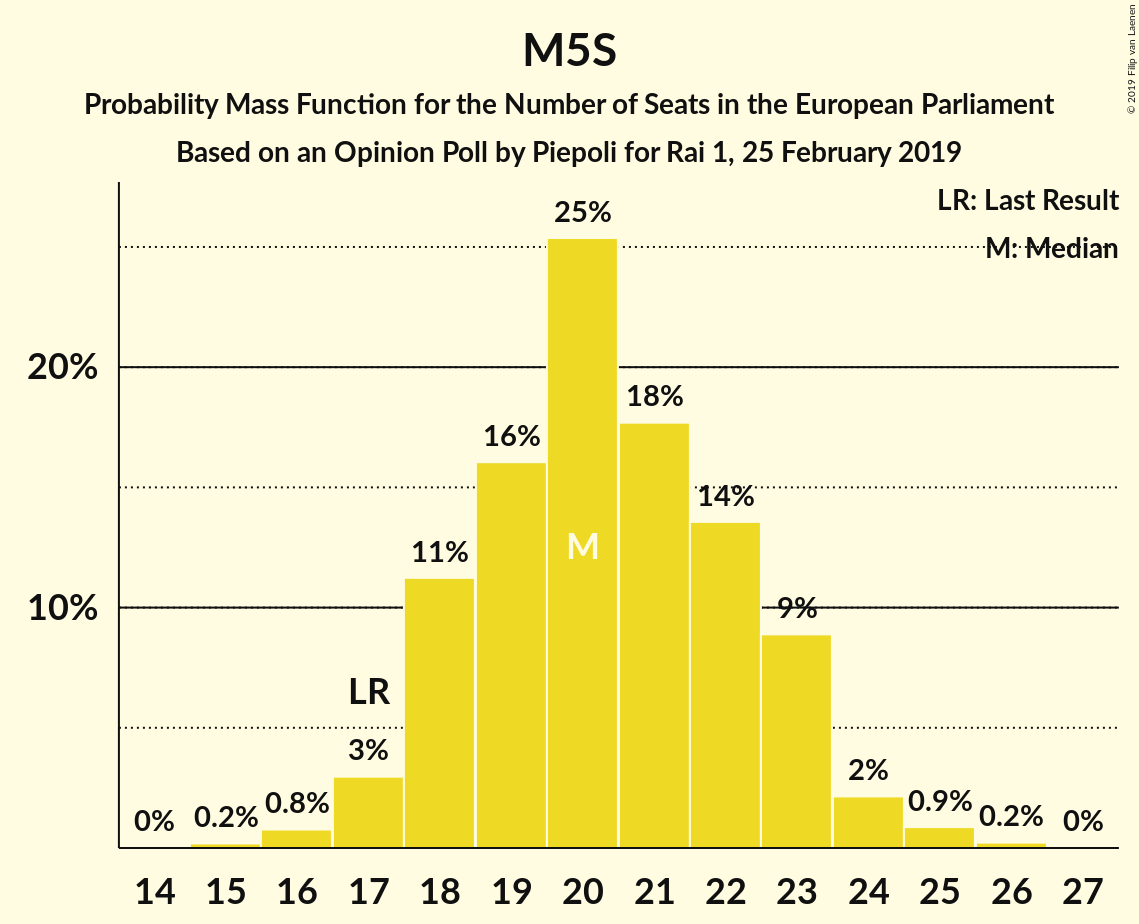 M5S
Probability Mass Function for the Number of Seats in the European Parliament
Based on an Opinion Poll by Piepoli for Rai 1, 25 February 2019
© 2019 Filip van Laenen
LR: Last Result
M: Median
25%
20%
18%
16%
14%
M
11%
10%
9%
LR
3%
2%
0%
0.2%
0.8%
0.9%
0.2%
0%
14 15 16 17 18 19 20 21 22 23 24 25 26 27